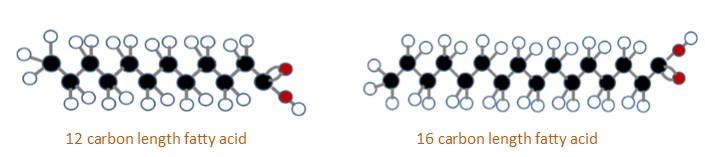 12 carbon length fatty acid
16 carbon length fatty acid